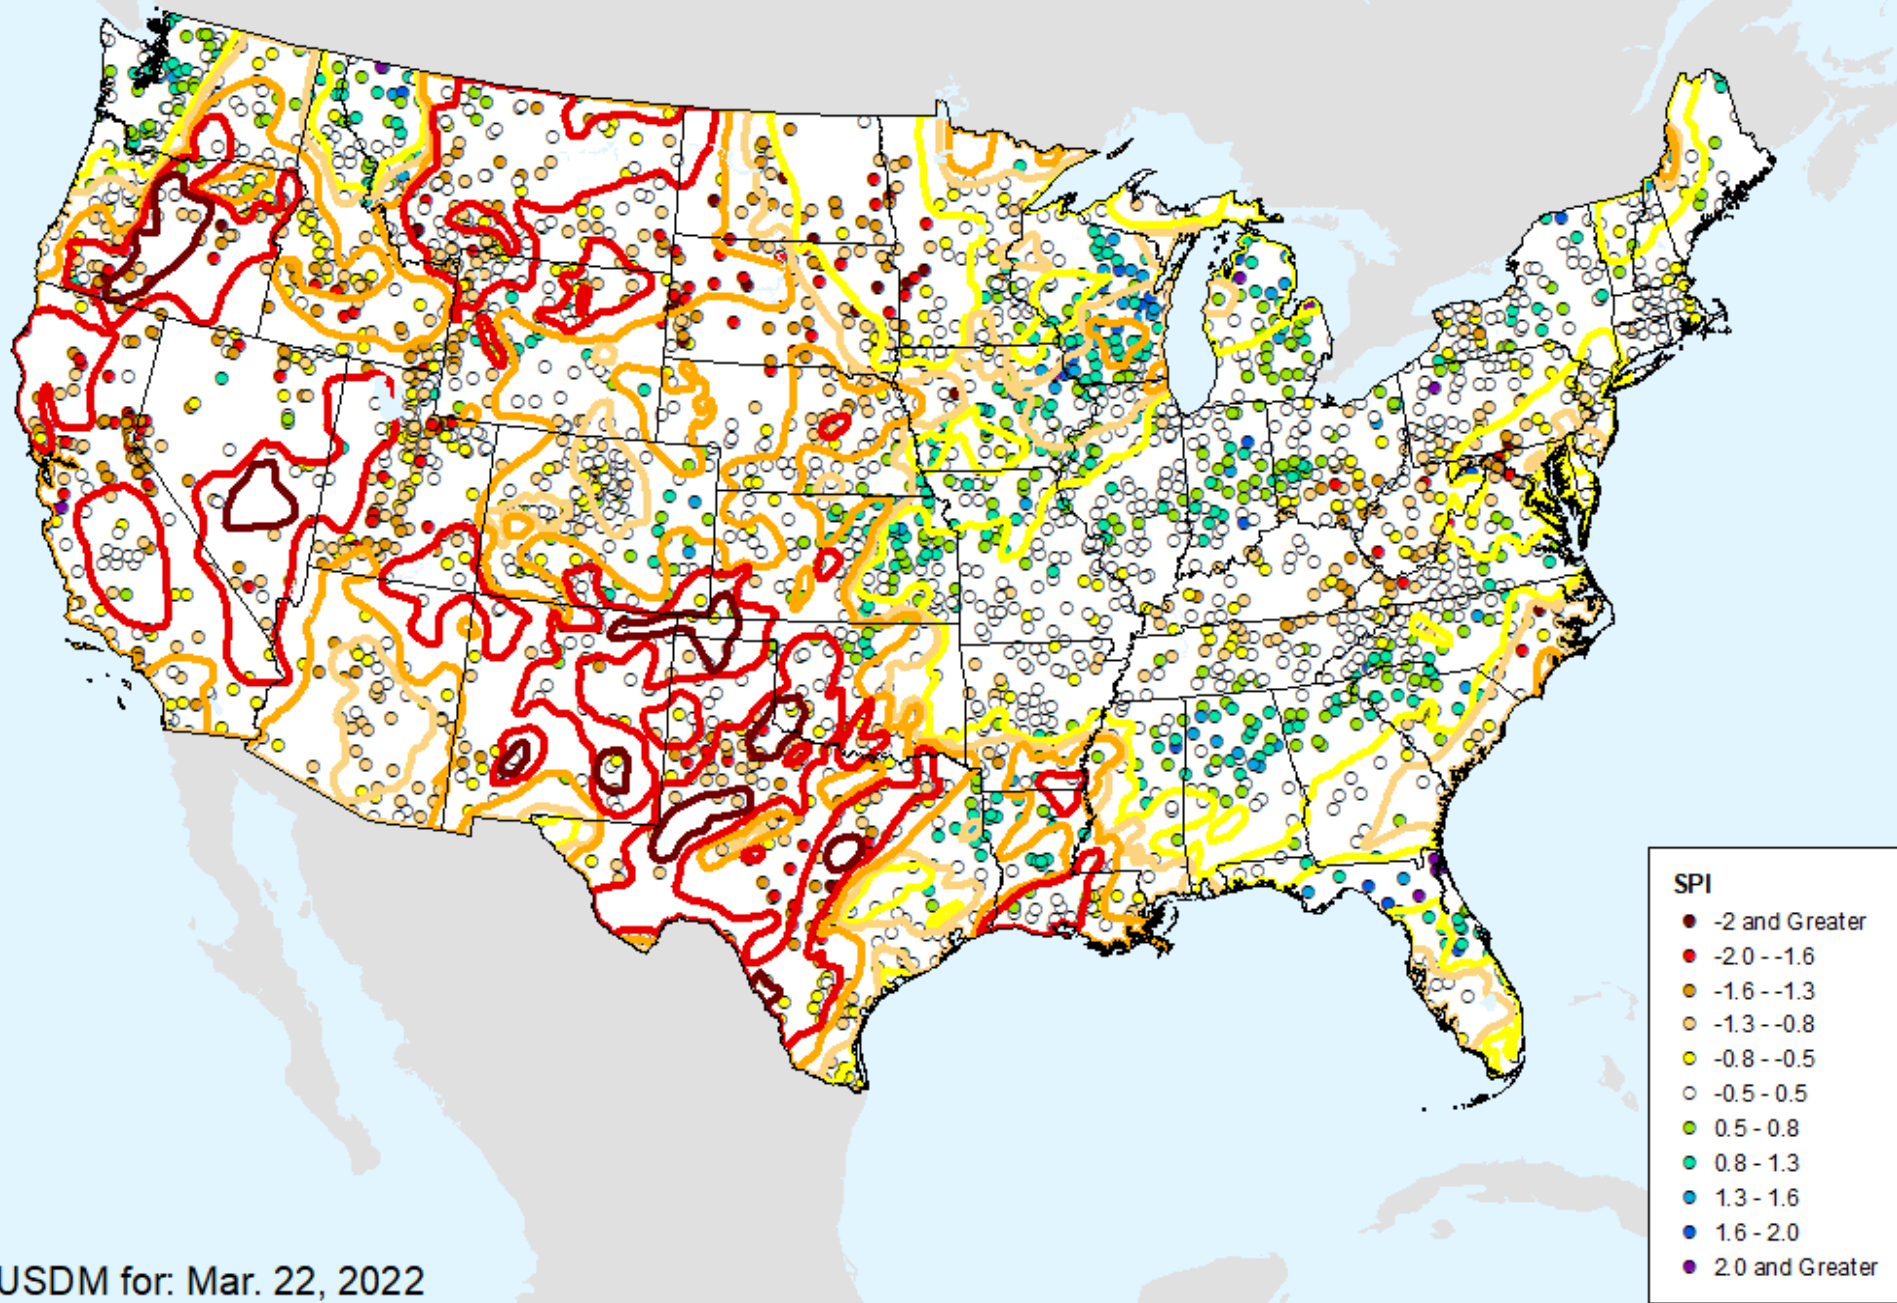 SPI
-2 and Greater
-2.0 - -1.6
-1.6 - -1.3
-1.3 - -0.8
-0.8 - -0.5
-0.5 - 0.5
0.5 - 0.8
0.8 - 1.3
1.3 - 1.6
1.6 - 2.0
2.0 and Greater
USDM for: Mar. 22, 2022